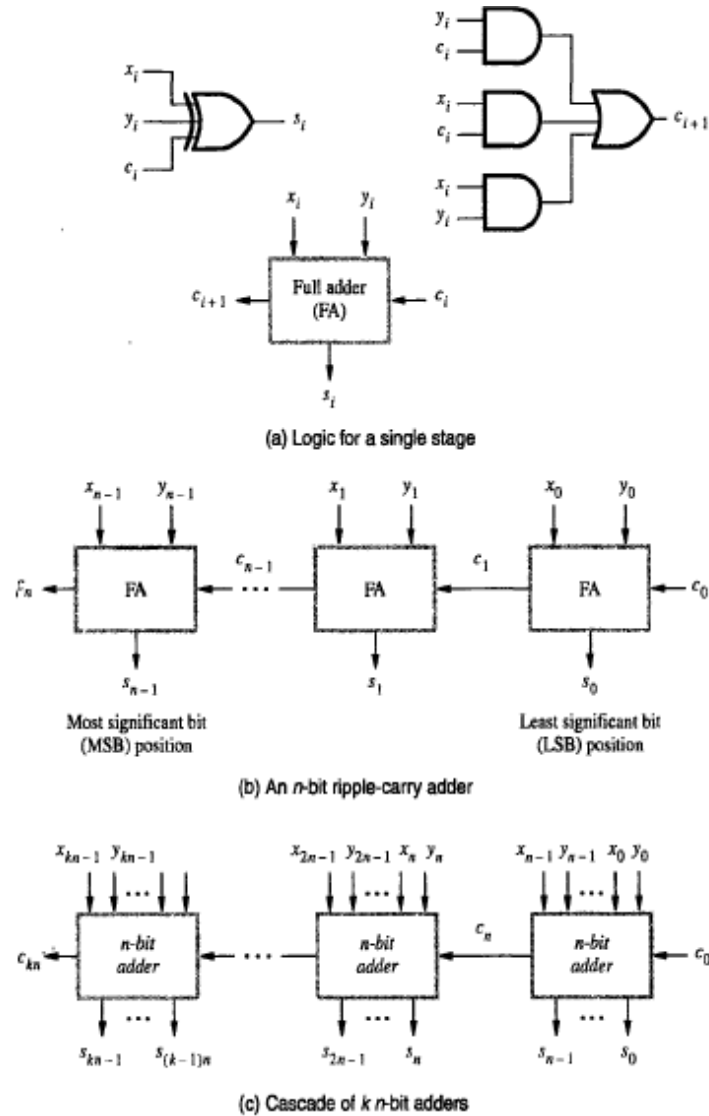 y_i
c_i
x_i
y_i
c_i
s_i
x_i
c_i
x_i
y_i
c_{i+1}
x_i y_i
c_{i+1} Full adder c_i
(FA)
s_i
(a) Logic for a single stage
x_{n-1} y_{n-1} x_1 y_1 x_0 y_0
c_{n-1} c_1
FA ... FA FA c_0
s_{n-1} s_1 s_0
Most significant bit Least significant bit
(MSB) position (LSB) position
(b) An n-bit ripple-carry adder
x_{kn-1} y_{kn-1} x_{2n-1} y_{2n-1} x_n y_n x_{n-1} y_{n-1} x_0 y_0
... ... ...
c_n
c_{kn} n-bit ... n-bit n-bit c_0
adder adder adder
... ... ...
s_{kn-1} s_{(k-1)n} s_{2n-1} s_n s_{n-1} s_0
(c) Cascade of k n-bit adders